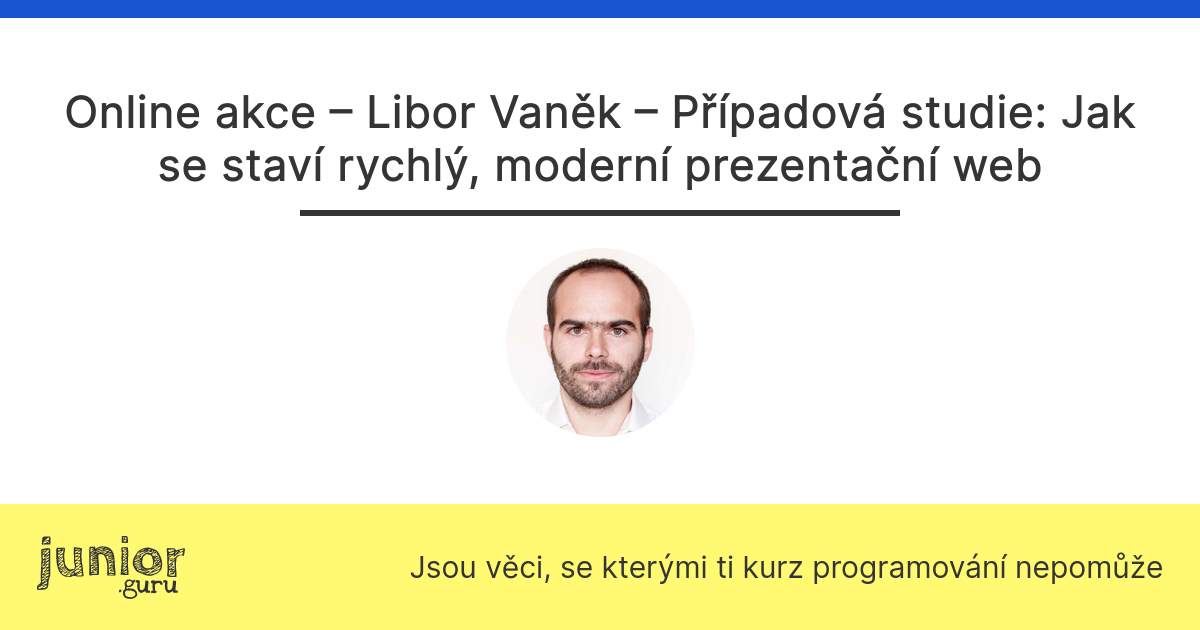 Online akce – Libor Vaněk – Případová studie: Jak
se staví rychlý, moderní prezentační web
junior
.guru
Jsou věci, se kterými ti kurz programování nepomůže